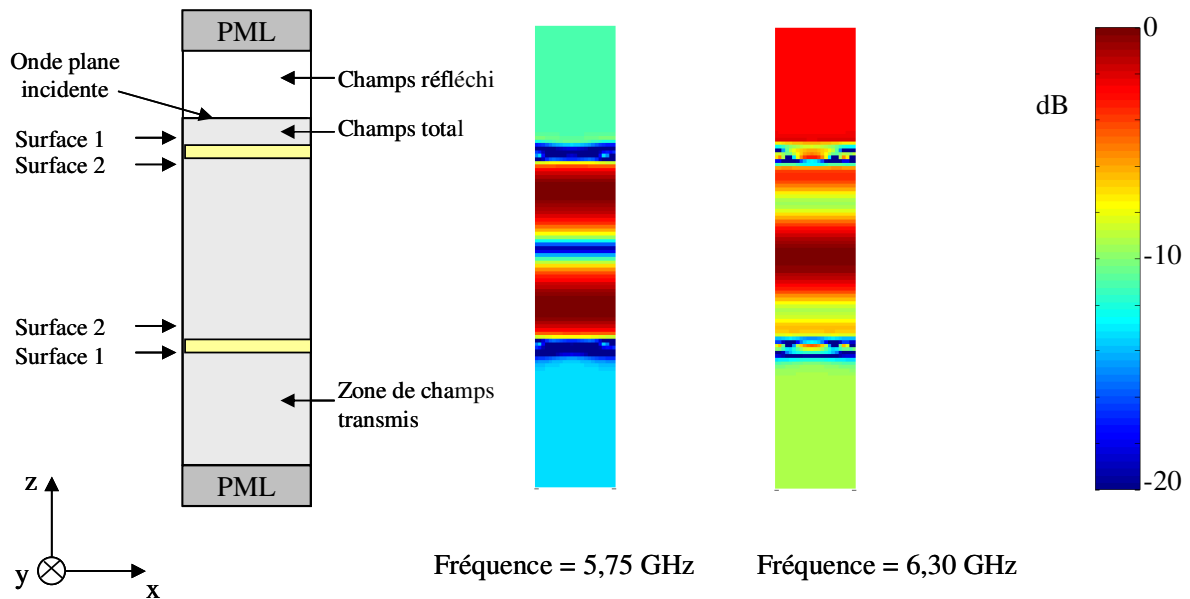 PML
Onde plane
incidente
Champs réfléchi
Champs total
Surface 1
Surface 2
Surface 2
Surface 1
Zone de champs
transmis
PML
z
y
x
0
dB
-10
-20
Fréquence = 5,75 GHz
Fréquence = 6,30 GHz